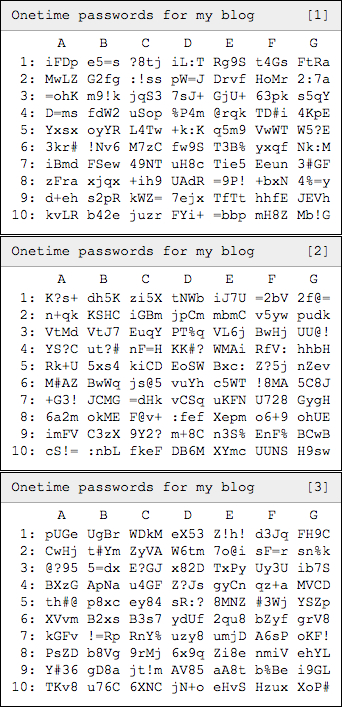 Onetime passwords for my blog [1]
A B C D E F G
1: iFDp e5=s ?8tj iL:T Rg9S t4Gs FtRa
2: MwLZ G2fg :!ss pW=J Drvf HoMr 2:7a
3: =ohK m9!k jqS3 7sJ+ GjU+ 63pk s5qY
4: D=ms fdW2 uSop %P4m @rqk TD#i 4KpE
5: Yxsx oyYR L4Tw +k:K q5m9 VwWT W5?E
6: 3kr# !Nv6 M7zC fw9S T3B% yxqf Nk:M
7: iBmd FSew 49NT uH8c Tie5 Eeun 3#GF
8: zFra xjqx +ih9 UAdR =9P! +bxN 4%=y
9: d+eh s2pR kWZ= 7ejx TfTt hhfE JEVh
10: kvLR b42e juzr FYi+ =bbp mH8Z Mb!G
Onetime passwords for my blog [2]
A B C D E F G
1: K?s+ dh5K zi5X tNWb iJ7U =2bV 2f@=
2: n+qk KSHC iGBm jpCm mbmC v5yw pudk
3: VtMd VtJ7 EuqY PT%q VL6j BwHj UU@!
4: YS?C ut?# nF=H KK#? WMAi RfV: hhbH
5: Rk+U 5xs4 kiCD EoSW Bxc: Z?5j nZev
6: M#AZ BwWq js@5 vuYh c5WT !8MA 5C8J
7: +G3! JCMG =dHk vCSq uKFN U728 GygH
8: 6a2m okME F@v+ :fef Xepm o6+9 ohUE
9: imFV C3zX 9Y2? m+8C n3S% EnF% BCwB
10: cS!= :nbL fkeF DB6M XYmc UUNS H9sw
Onetime passwords for my blog [3]
A B C D E F G
1: pUGe UgBr WDkM eX53 Z!h! d3Jq FH9C
2: CwHj t#Ym ZyVA W6tm 7o@i sF=r sn%k
3: @?95 5=dx E?GJ x82D TxPy Uy3U ib7S
4: BXzG ApNa u4GF Z?Js gyCn qz+a MVCD
5: th#@ p8xc ey84 sR:? 8MNZ #3Wj YSZp
6: XVvm B2xs B3s7 ydUf 2qu8 bZyf grV8
7: kGFv !=Rp RnY% uzy8 umjD A6sP oKF!
8: PsZD b8Vg 9rMj 6x9q Zi8e nmiV ehYL
9: Y#36 gD8a jt!m AV85 aA8t b%Be i9GL
10: TKv8 u76C 6XNC jN+o eHvS Hzux XoP#